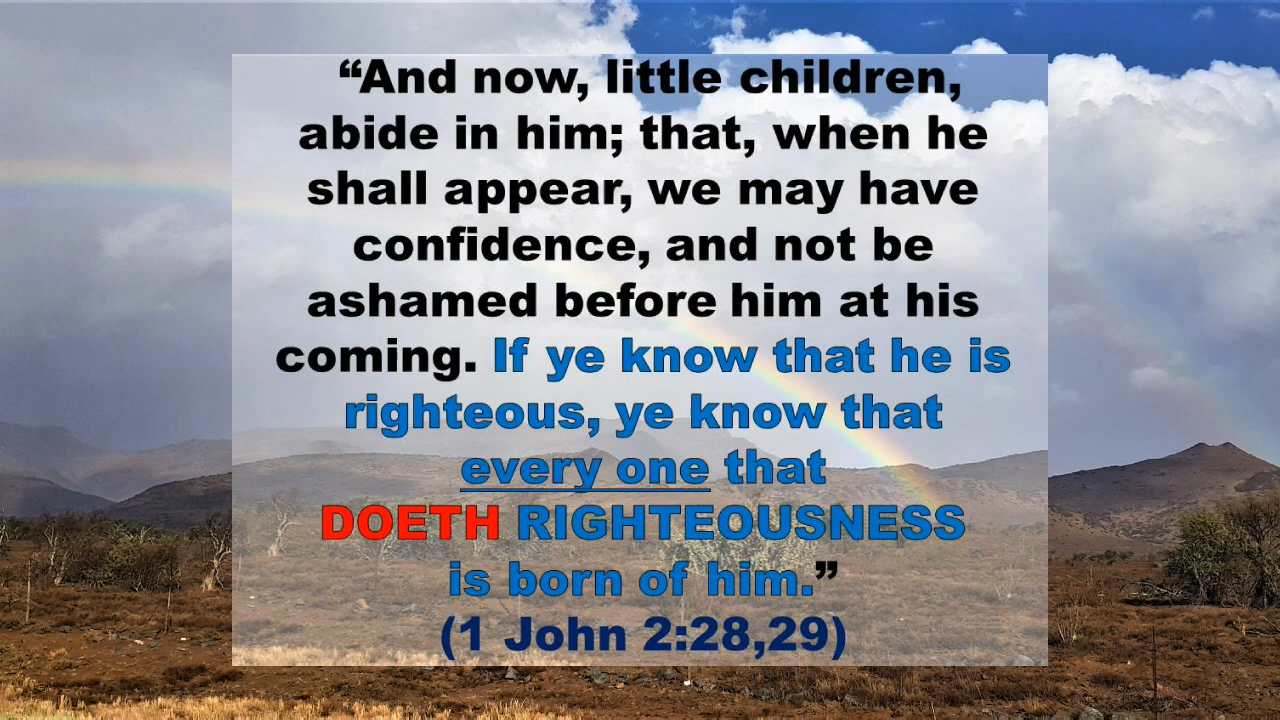 “And now, little children,
abide in him; that, when he
shall appear, we may have
confidence, and not be
ashamed before him at his
coming. If ye know that he is
righteous, ye know that
every one that
DOETH RIGHTEOUSNESS
is born of him.”
(1 John 2:28,29)